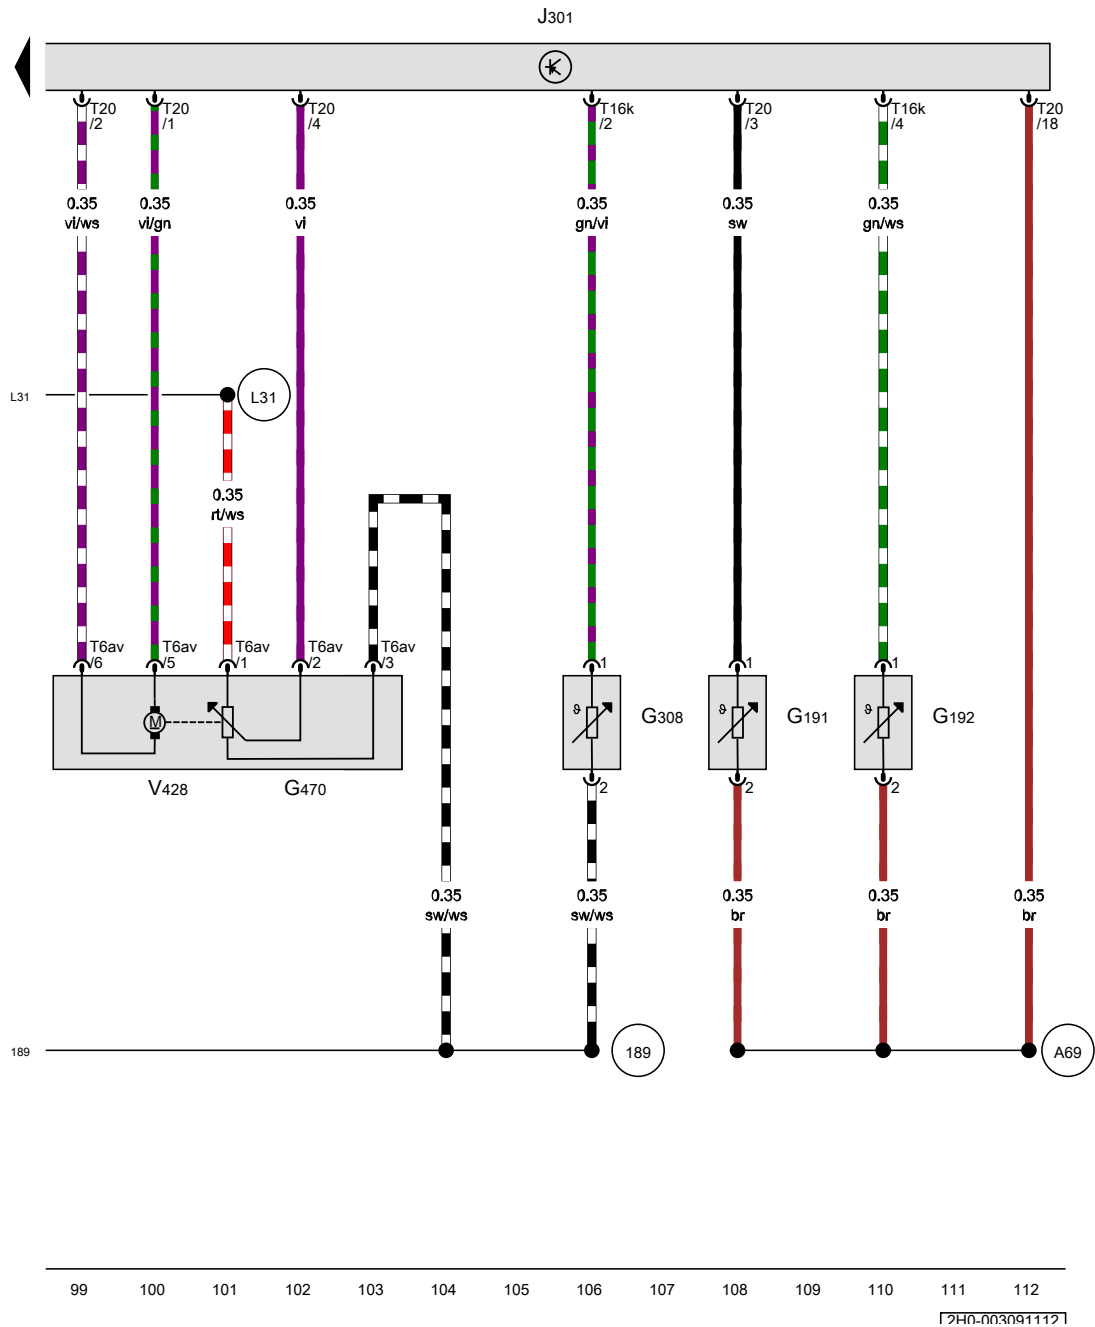 J301
T20 T20 T20 T16k T20 T16k T20
/2 /1 /4 /2 /3 /4 /18
0.35 0.35 0.35 0.35 0.35 0.35
vi/ws vi/gn vi gn/vi sw gn/ws
L31 L31
0.35
rt/ws
T6av T6av T6av T6av T6av
/6 /5 /1 /2 /3 1 1 1
M ϑ ϑ ϑ
G308 G191 G192
V428 G470 2 2 2
0.35 0.35 0.35 0.35 0.35
sw/ws sw/ws br br br
189 189 A69
99 100 101 102 103 104 105 106 107 108 109 110 111 112
2H0-003091112